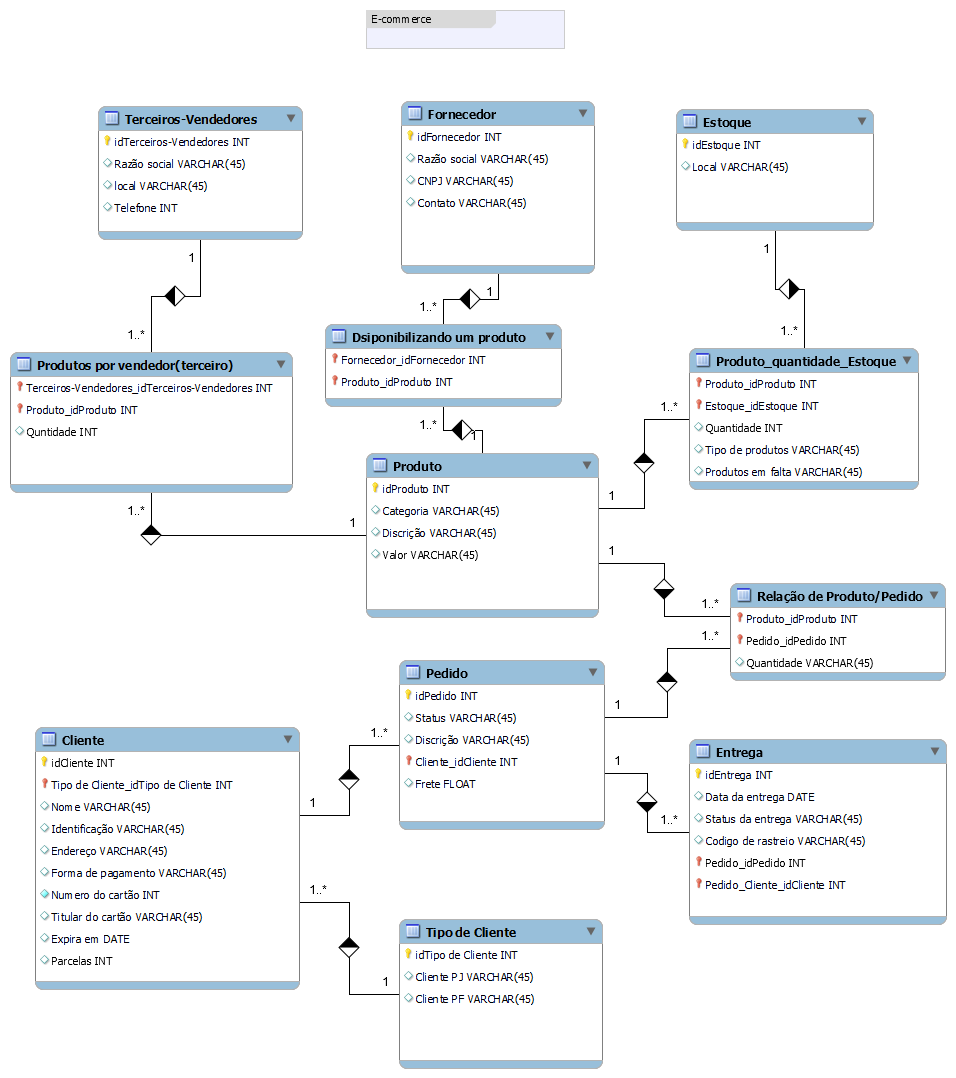 E-commerce
Terceiros-Vendedores
idTerceiros-Vendedores INT
Razão social VARCHAR(45)
local VARCHAR(45)
Telefone INT
Fornecedor
idFornecedor INT
Razão social VARCHAR(45)
CNPJ VARCHAR(45)
Contato VARCHAR(45)
Estoque
idEstoque INT
Local VARCHAR(45)
1
1..*
1
1..*
1
1..*
Produtos por vendedor(terceiro)
Terceiros-Vendedores_idTerceiros-Vendedores INT
Produto_idProduto INT
Quntidade INT
Dsiponibilizando um produto
Fornecedor_idFornecedor INT
Produto_idProduto INT
Produto_quantidade_Estoque
Produto_idProduto INT
Estoque_idEstoque INT
Quantidade INT
Tipo de produtos VARCHAR(45)
Produtos em falta VARCHAR(45)
1..*
1
1..*
1
1..*
1
Produto
idProduto INT
Categoria VARCHAR(45)
Discrição VARCHAR(45)
Valor VARCHAR(45)
1
1..*
Relação de Produto/Pedido
Produto_idProduto INT
Pedido_idPedido INT
Quantidade VARCHAR(45)
1..*
1
Pedido
idPedido INT
Status VARCHAR(45)
Discrição VARCHAR(45)
Cliente_idCliente INT
Frete FLOAT
1..*
1
1
1..*
Cliente
idCliente INT
Tipo de Cliente_idTipo de Cliente INT
Nome VARCHAR(45)
Identificação VARCHAR(45)
Endereço VARCHAR(45)
Forma de pagamento VARCHAR(45)
Numero do cartão INT
Titular do cartão VARCHAR(45)
Expira em DATE
Parcelas INT
Entrega
idEntrega INT
Data da entrega DATE
Status da entrega VARCHAR(45)
Codigo de rastreio VARCHAR(45)
Pedido_idPedido INT
Pedido_Cliente_idCliente INT
1..*
1
Tipo de Cliente
idTipo de Cliente INT
Cliente PJ VARCHAR(45)
Cliente PF VARCHAR(45)